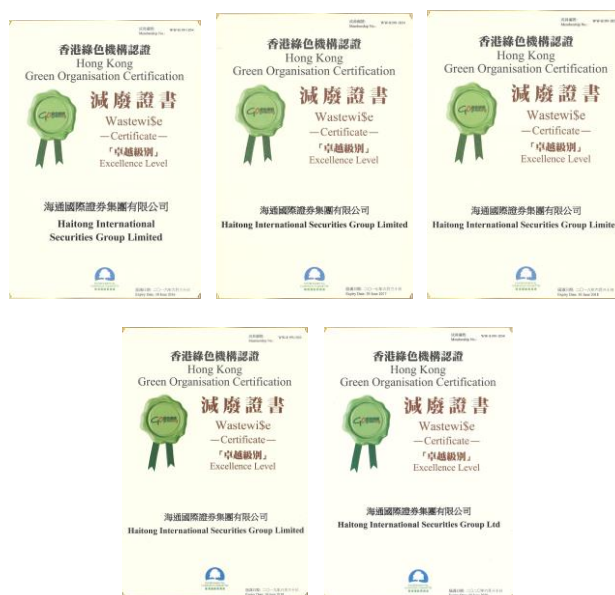 香港綠色機構認證
Hong Kong
Green Organisation Certification
減廢證書
Wastewi$e
—Certificate—
「卓越級別」
Excellence Level
海通國際證券集團有限公司
Haitong International
Securities Group Limited
香港綠色機構認證
Hong Kong
Green Organisation Certification
減廢證書
Wastewi$e
—Certificate—
「卓越級別」
Excellence Level
海通國際證券集團有限公司
Haitong International Securities Group Limited
香港綠色機構認證
Hong Kong
Green Organisation Certification
減廢證書
Wastewi$e
—Certificate—
「卓越級別」
Excellence Level
海通國際證券集團有限公司
Haitong International Securities Group Limite
香港綠色機構認證
Hong Kong
Green Organisation Certification
減廢證書
Wastewi$e
—Certificate—
「卓越級別」
Excellence Level
海通國際證券集團有限公司
Haitong International Securities Group Limited
香港綠色機構認證
Hong Kong
Green Organisation Certification
減廢證書
Wastewi$e
—Certificate—
「卓越級別」
Excellence Level
海通國際證券集團有限公司
Haitong International Securities Group Ltd